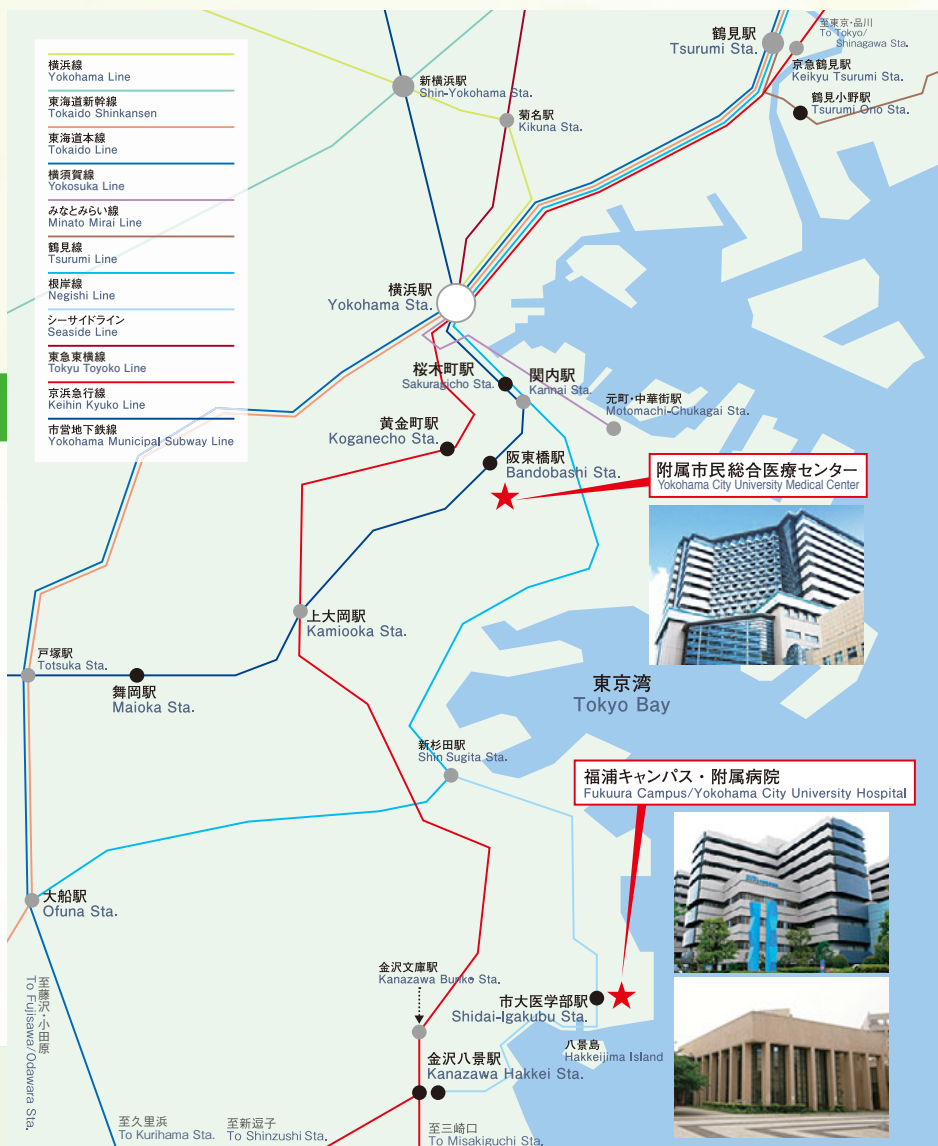 横浜線
Yokohama Line
東海道新幹線
Tokaido Shinkansen
東海道本線
Tokaido Line
横須賀線
Yokosuka Line
みなとみらい線
Minato Mirai Line
鶴見線
Tsurumi Line
根岸線
Negishi Line
シーサイドライン
Seaside Line
東急東横線
Tokyu Toyoko Line
京浜急行線
Keihin Kyuko Line
市営地下鉄線
Yokohama Municipal Subway Line
鶴見駅
Tsurumi Sta.
至東京・品川
To Tokyo/
Shinagawa Sta.
京急鶴見駅
Keikyu Tsurumi Sta.
鶴見小野駅
Tsurumi Ono Sta.
新横浜駅
Shin-Yokohama Sta.
菊名駅
Kikuna Sta.
横浜駅
Yokohama Sta.
桜木町駅
Sakuragicho Sta.
関内駅
Kannai Sta.
元町・中華街駅
Motomachi-Chukagai Sta.
黄金町駅
Koganecho Sta.
阪東橋駅
Bandobashi Sta.
附属市民総合医療センター
Yokohama City University Medical Center
上大岡駅
Kamiooka Sta.
戸塚駅
Totsuka Sta.
舞岡駅
Maioka Sta.
東京湾
Tokyo Bay
新杉田駅
Shin Sugita Sta.
福浦キャンパス・附属病院
Fukuura Campus/Yokohama City University Hospital
大船駅
Ofuna Sta.
至藤沢・小田原
To Fujisawa/Odawara Sta.
金沢文庫駅
Kanazawa Bunko Sta.
市大医学部駅
Shidai-Igakubu Sta.
八景島
Hakkeijima Island
金沢八景駅
Kanazawa Hakkei Sta.
至久里浜
To Kurihama Sta.
至新逗子
To Shinzushi Sta.
至三崎口
To Misakiguchi Sta.